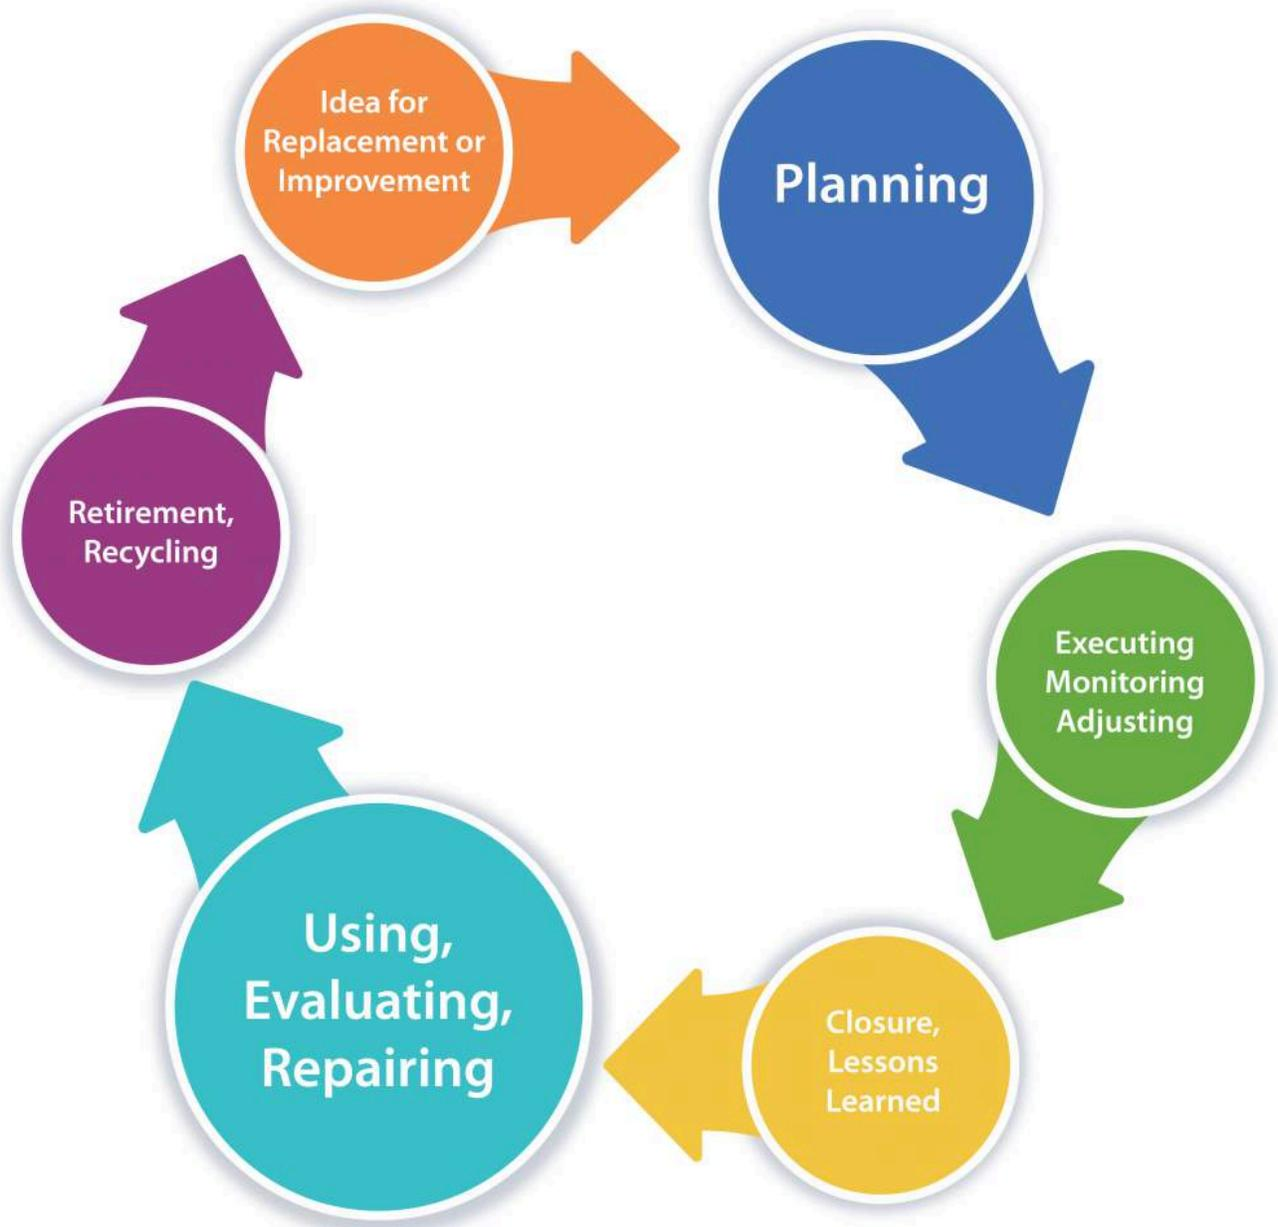 Idea for
Replacement or
Improvement
Planning
Executing
Monitoring
Adjusting
Closure,
Lessons
Learned
Using,
Evaluating,
Repairing
Retirement,
Recycling